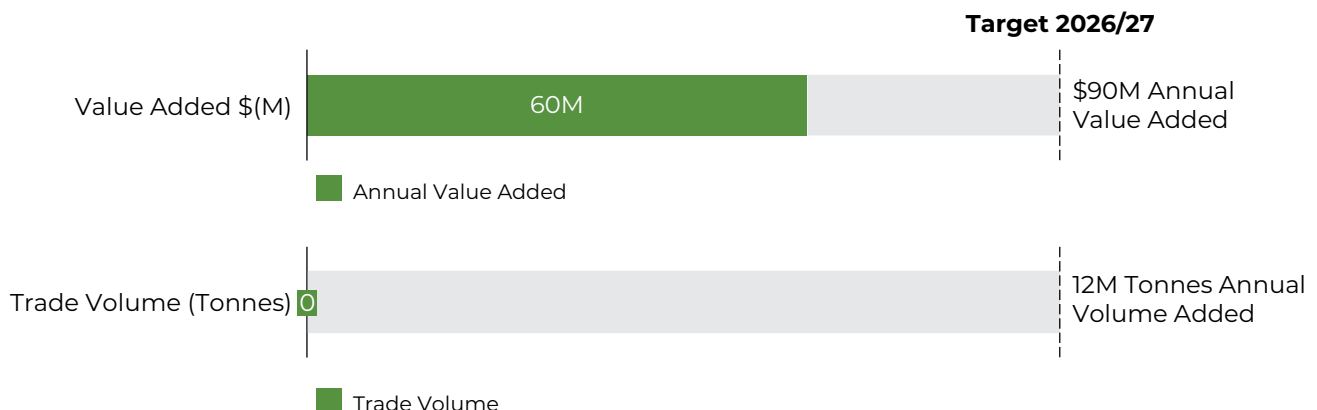 Target 2026/27
Value Added $(M)
60M
$90M Annual
Value Added
Annual Value Added
Trade Volume (Tonnes)
0
12M Tonnes Annual
Volume Added
Trade Volume